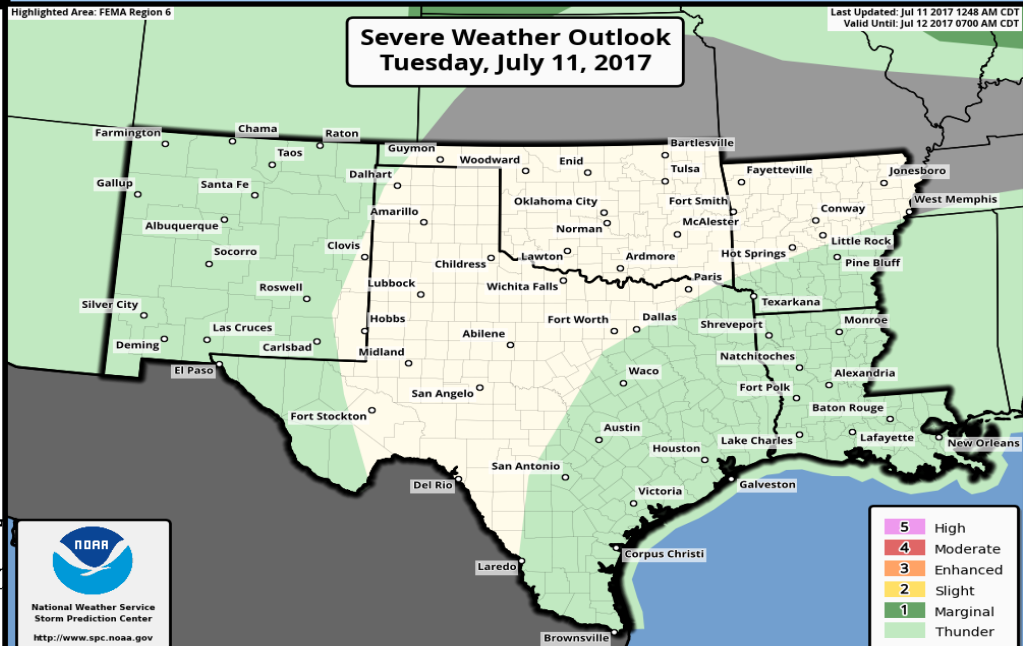 Highlighted Area: FEMA Region 6
Last Updated: Jul 11 2017 1248 AM CDT
Valid Until: Jul 12 2017 0700 AM CDT
Severe Weather Outlook
Tuesday, July 11, 2017
Farmington
Chama
Raton
Guymon
Bartlesville
Taos
Woodward
Enid
Tulsa
Fayetteville
Jonesboro
Gallup
Santa Fe
Dalhart
Oklahoma City
Fort Smith
West Memphis
Albuquerque
Amarillo
Norman
McAlester
Conway
Socorro
Clovis
Childress
Lawton
Ardmore
Hot Springs
Little Rock
Pine Bluff
Roswell
Lubbock
Wichita Falls
Paris
Silver City
Hobbs
Texarkana
Las Cruces
Abilene
Fort Worth
Dallas
Shreveport
Monroe
Deming
Carlsbad
Midland
Natchitoches
El Paso
San Angelo
Waco
Fort Polk
Alexandria
Fort Stockton
Baton Rouge
Austin
Houston
Lake Charles
Lafayette
New Orleans
San Antonio
Del Rio
Victoria
Galveston
Laredo
Corpus Christi
Brownsville
NOAA
National Weather Service
Storm Prediction Center
http://www.spc.noaa.gov
5 High
4 Moderate
3 Enhanced
2 Slight
1 Marginal
Thunder